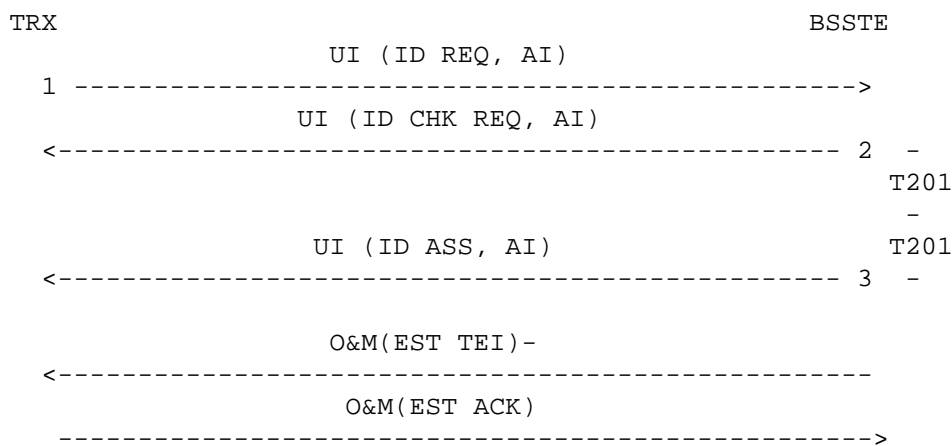 TRX BSSTE
UI (ID REQ, AI)
1 -------------------------------------------------->
UI (ID CHK REQ, AI)
<------------------------------------------------- 2 -
T201
-
UI (ID ASS, AI) T201
<------------------------------------------------- 3 -
O&M(EST TEI)-
<---------------------------------------------------
O&M(EST ACK)
--------------------------------------------------->